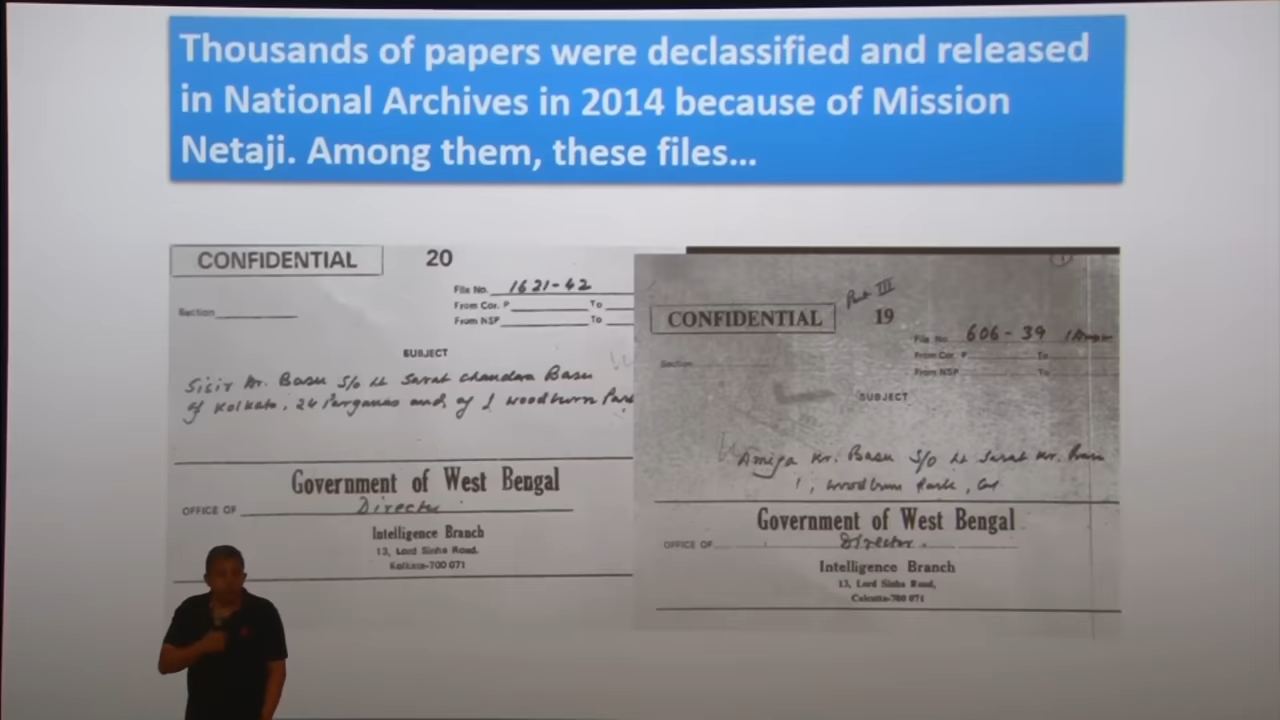 Thousands of papers were declassified and released
in National Archives in 2014 because of Mission
Netaji. Among them, these files...
CONFIDENTIAL
20
File No. 1621-42
Section
From Cor. P To
From NSP To
SUBJECT
Sisir Kr. Basu S/o Lt Sarat Chandra Basu
of Kolkata, 24 Parganas and of 1 Woodburn Park
Government of West Bengal
OFFICE OF Director
Intelligence Branch
13, Lord Sinha Road,
Kolkata-700 071
Part III
CONFIDENTIAL
19
File No. 606-39
Section
From Cor. P To
From NSP To
SUBJECT
Amiya Kr. Basu S/o Lt Sarat Kr. Basu
1, Woodburn Park, Cal
Government of West Bengal
OFFICE OF Director
Intelligence Branch
13, Lord Sinha Road,
Calcutta-700 071